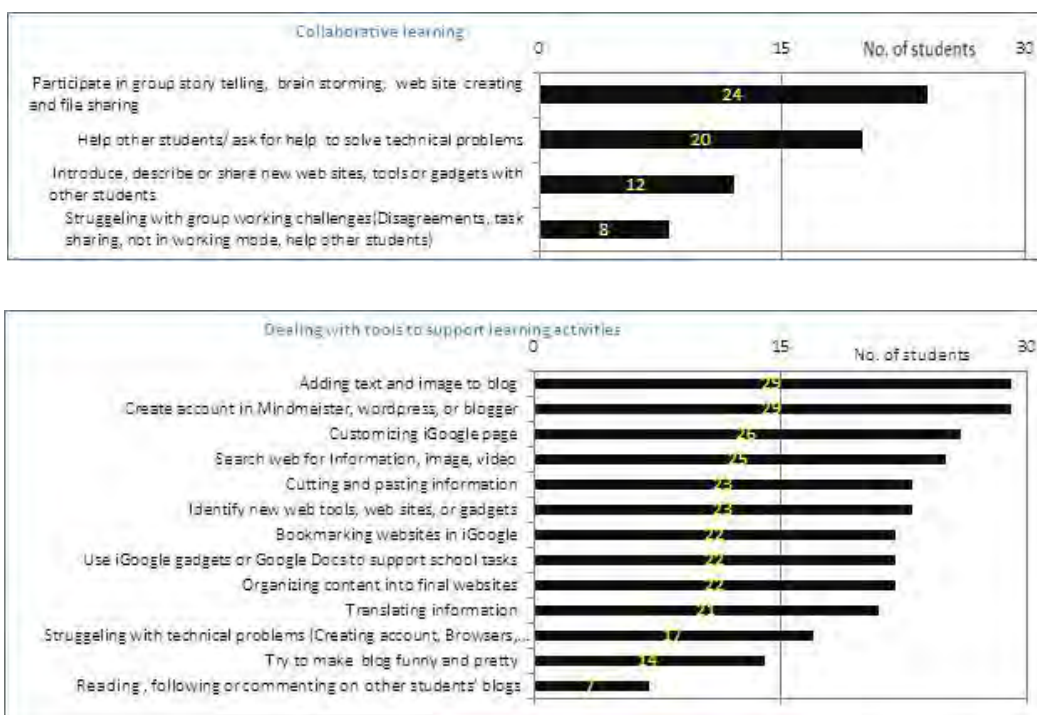 Collaborative learning
0 15 No. of students 30
Participate in group story telling, brain storming, web site creating
and file sharing
24
Help other students/ ask for help to solve technical problems
20
Introduce, describe or share new web sites, tools or gadgets with
other students
12
Struggeling with group working challenges(Disagreements, task
sharing, not in working mode, help other students)
8
Dealing with tools to support learning activities
0 15 No. of students 30
Adding text and image to blog 29
Create account in Mindmeister, wordpress, or blogger 29
Customizing iGoogle page 26
Search web for Information, image, video 25
Cutting and pasting information 23
Identify new web tools, web sites, or gadgets 23
Bookmarking websites in iGoogle 22
Use iGoogle gadgets or Google Docs to support school tasks 22
Organizing content into final websites 22
Translating information 21
Struggeling with technical problems (Creating account, Browsers,... 17
Try to make blog funny and pretty 14
Reading , following or commenting on other students' blogs 7